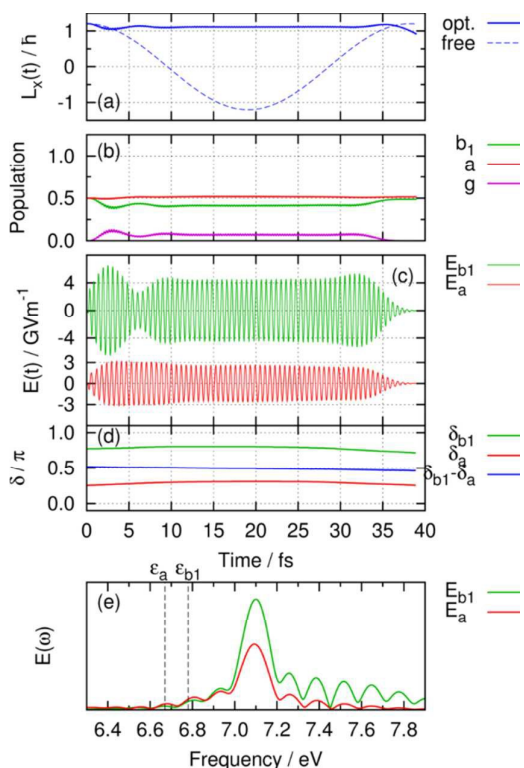 L_x(t) / ħ
1
0
-1
(a)
opt.
free
Population
1.0
0.5
0.0
(b)
b_1
a
g
E(t) / GVm^-1
4
0
-4
3
0
-3
(c)
E_b1
E_a
δ/π
1.0
0.5
0.0
(d)
δ_b1
δ_a
δ_b1-δ_a
0 5 10 15 20 25 30 35 40
Time / fs
ε_a ε_b1
E(ω)
(e)
E_b1
E_a
6.4 6.6 6.8 7.0 7.2 7.4 7.6 7.8
Frequency / eV